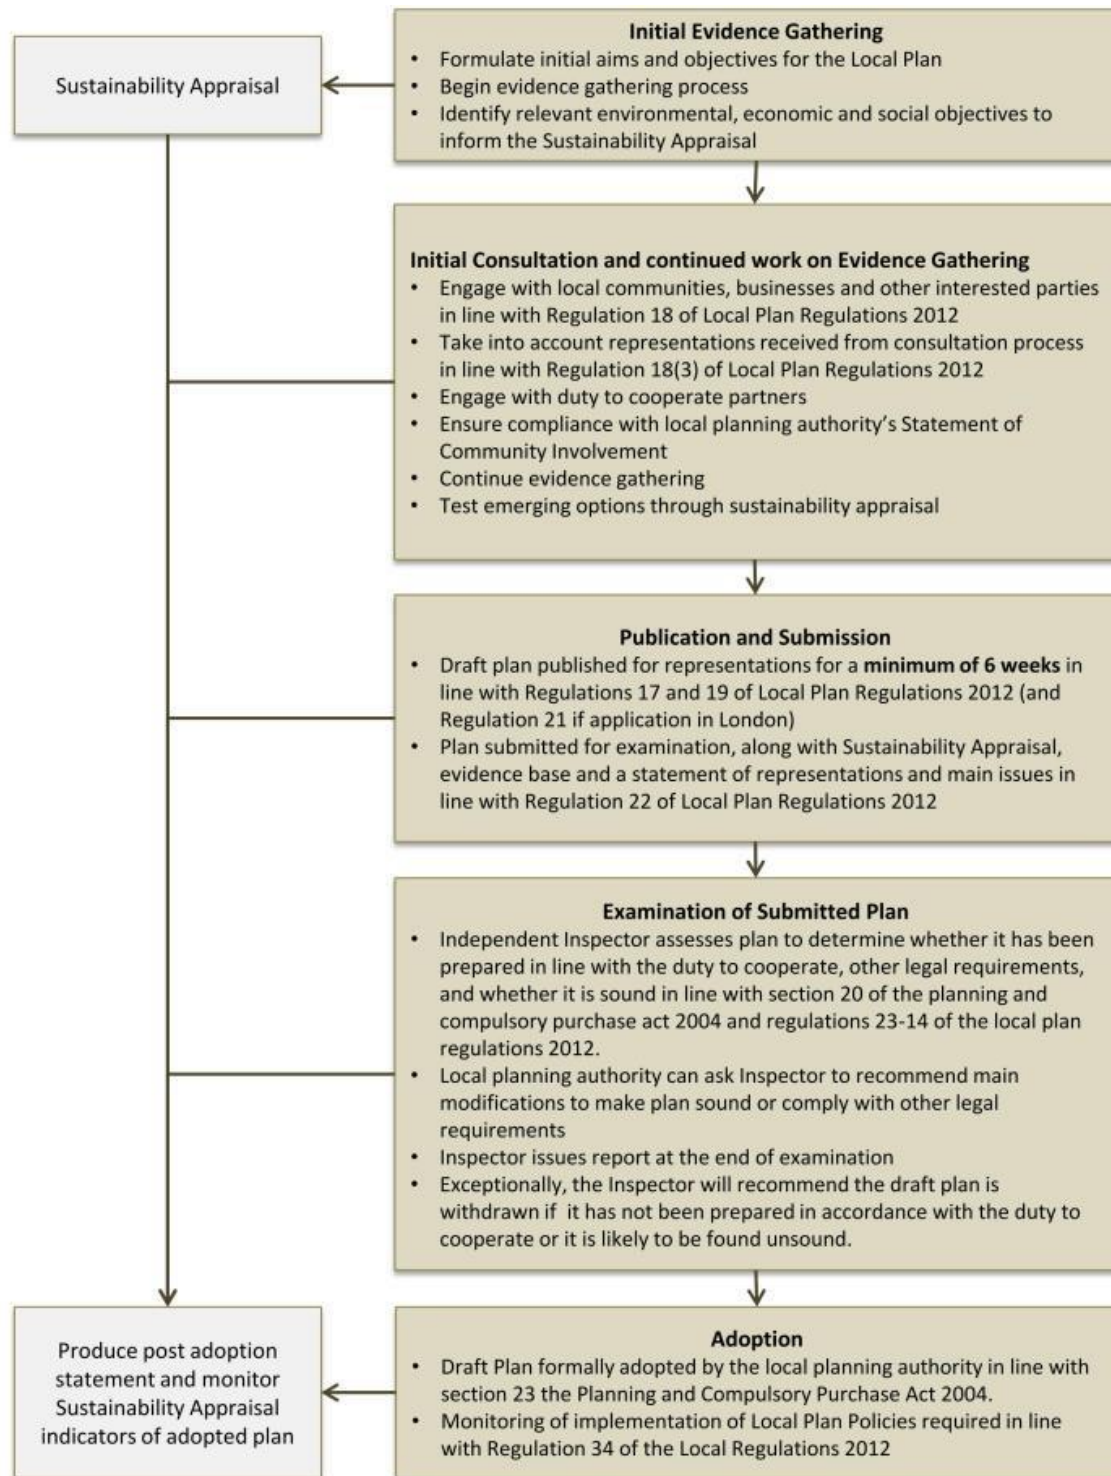 Sustainability Appraisal
Initial Evidence Gathering
• Formulate initial aims and objectives for the Local Plan
• Begin evidence gathering process
• Identify relevant environmental, economic and social objectives to
inform the Sustainability Appraisal
Initial Consultation and continued work on Evidence Gathering
• Engage with local communities, businesses and other interested parties
in line with Regulation 18 of Local Plan Regulations 2012
• Take into account representations received from consultation process
in line with Regulation 18(3) of Local Plan Regulations 2012
• Engage with duty to cooperate partners
• Ensure compliance with local planning authority’s Statement of
Community Involvement
• Continue evidence gathering
• Test emerging options through sustainability appraisal
Publication and Submission
• Draft plan published for representations for a minimum of 6 weeks in
line with Regulations 17 and 19 of Local Plan Regulations 2012 (and
Regulation 21 if application in London)
• Plan submitted for examination, along with Sustainability Appraisal,
evidence base and a statement of representations and main issues in
line with Regulation 22 of Local Plan Regulations 2012
Examination of Submitted Plan
• Independent Inspector assesses plan to determine whether it has been
prepared in line with the duty to cooperate, other legal requirements,
and whether it is sound in line with section 20 of the planning and
compulsory purchase act 2004 and regulations 23-14 of the local plan
regulations 2012.
• Local planning authority can ask Inspector to recommend main
modifications to make plan sound or comply with other legal
requirements
• Inspector issues report at the end of examination
• Exceptionally, the Inspector will recommend the draft plan is
withdrawn if it has not been prepared in accordance with the duty to
cooperate or it is likely to be found unsound.
Adoption
• Draft Plan formally adopted by the local planning authority in line with
section 23 the Planning and Compulsory Purchase Act 2004.
• Monitoring of implementation of Local Plan Policies required in line
with Regulation 34 of the Local Regulations 2012
Produce post adoption
statement and monitor
Sustainability Appraisal
indicators of adopted plan